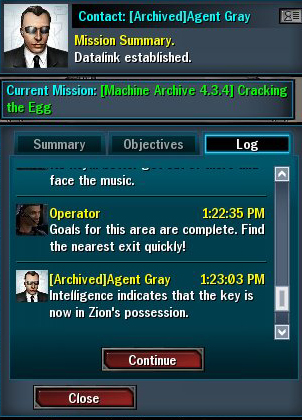 Contact: [Archived]Agent Gray
Mission Summary.
Datalink established.
Current Mission: [Machine Archive 4.3.4] Cracking
the Egg
Summary
Objectives
Log
face the music.
Operator 1:22:35 PM
Goals for this area are complete. Find
the nearest exit quickly!
[Archived]Agent Gray 1:23:03 PM
Intelligence indicates that the key is
now in Zion's possession.
Continue
Close